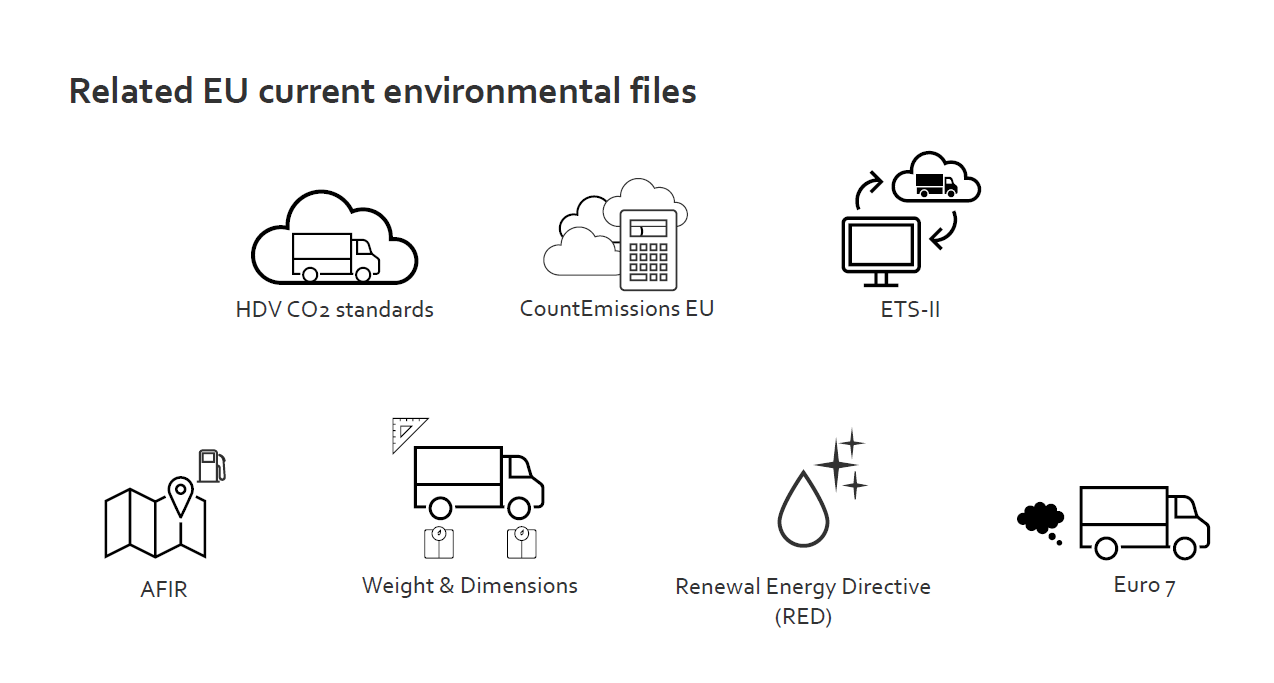 Related EU current environmental files
HDV CO2 standards
CountEmissions EU
ETS-II
AFIR
Weight & Dimensions
Renewal Energy Directive
(RED)
Euro 7